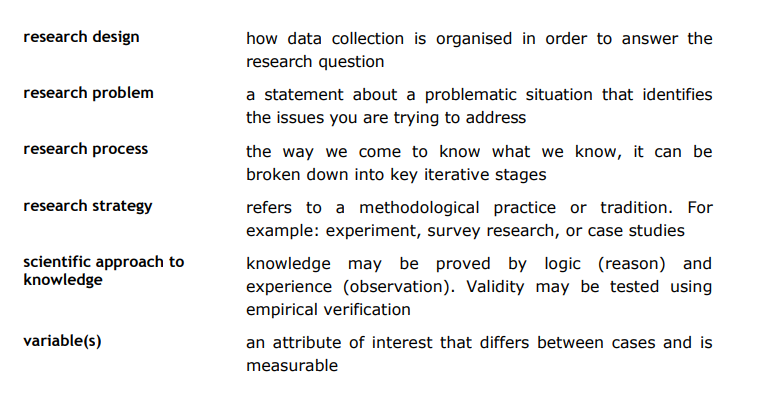 research design
how data collection is organised in order to answer the
research question
research problem
a statement about a problematic situation that identifies
the issues you are trying to address
research process
the way we come to know what we know, it can be
broken down into key iterative stages
research strategy
refers to a methodological practice or tradition. For
example: experiment, survey research, or case studies
scientific approach to
knowledge
knowledge may be proved by logic (reason) and
experience (observation). Validity may be tested using
empirical verification
variable(s)
an attribute of interest that differs between cases and is
measurable